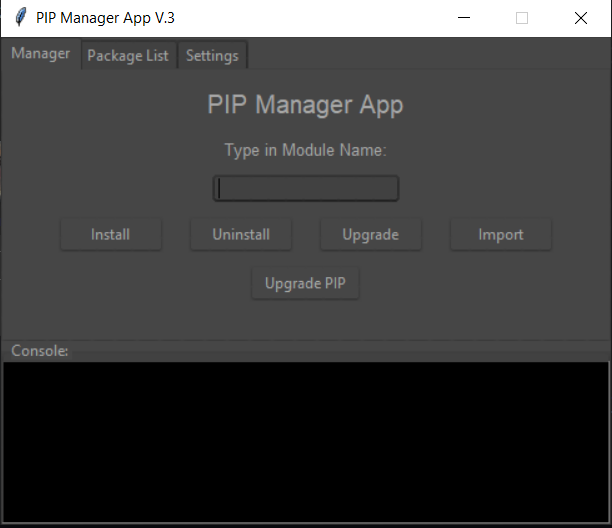 PIP Manager App V.3
Manager Package List Settings
PIP Manager App
Type in Module Name:
Install Uninstall Upgrade Import
Upgrade PIP
Console: